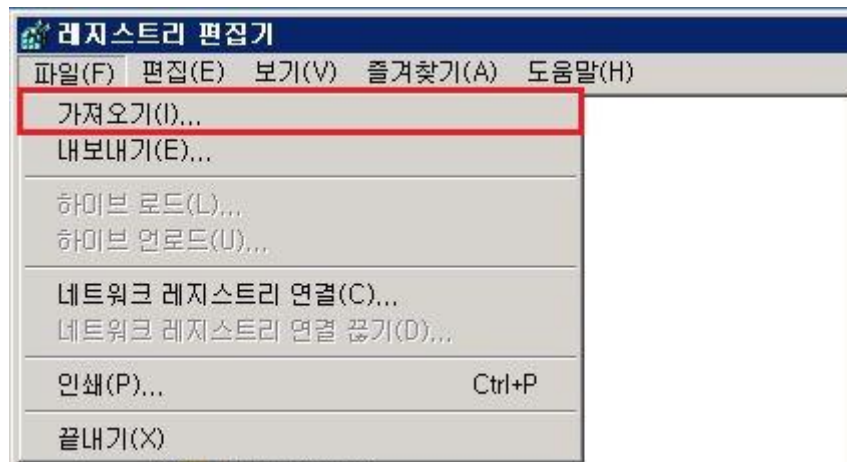 레지스트리 편집기
파일(F) 편집(E) 보기(V) 즐겨찾기(A) 도움말(H)
가져오기(I)...
내보내기(E)...
하이브 로드(L)...
하이브 언로드(U)...
네트워크 레지스트리 연결(C)...
네트워크 레지스트리 연결 끊기(D)...
인쇄(P)... Ctrl+P
끝내기(X)